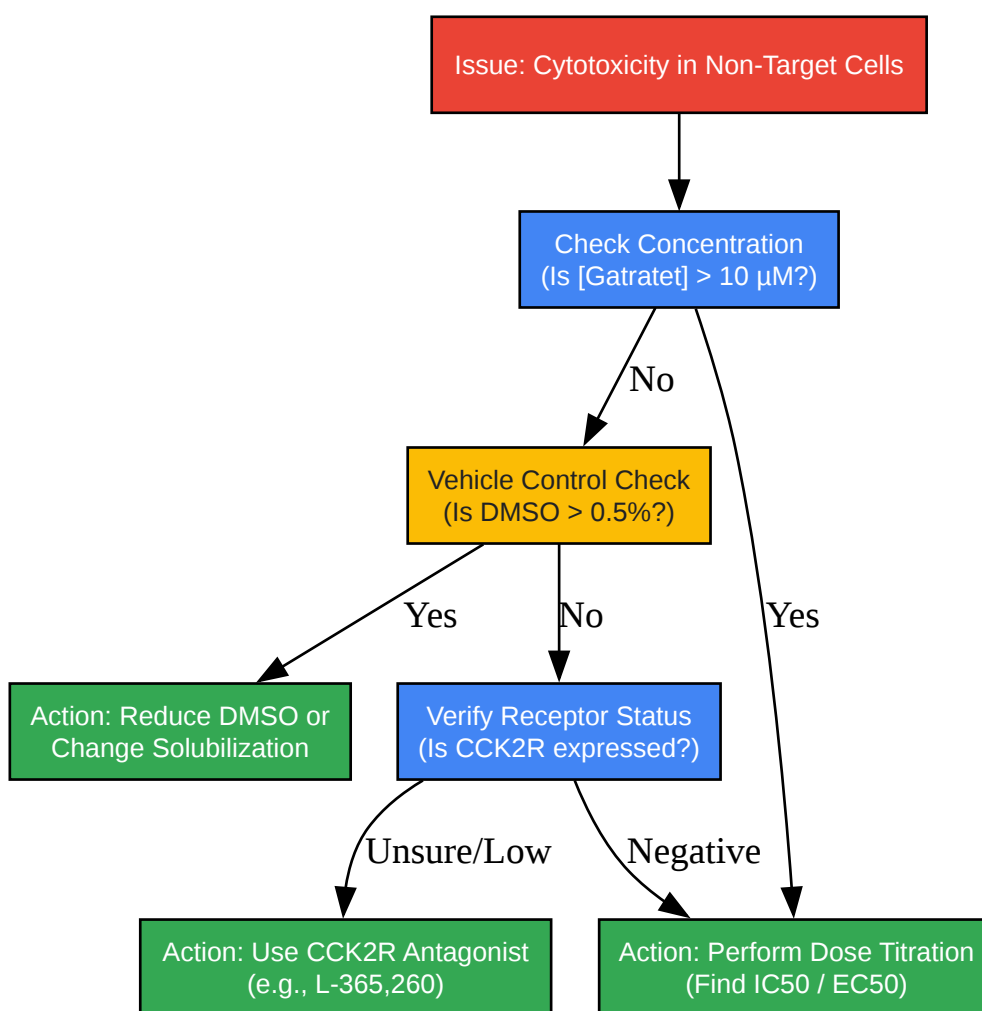 Issue: Cytotoxicity in Non-Target Cells
Check Concentration
(Is [Gatratet] > 10 µM?)
No
Vehicle Control Check
(Is DMSO > 0.5%?)
Yes
No
Yes
Action: Reduce DMSO or
Change Solubilization
Verify Receptor Status
(Is CCK2R expressed?)
Unsure/Low
Negative
Action: Use CCK2R Antagonist
(e.g., L-365,260)
Action: Perform Dose Titration
(Find IC50 / EC50)